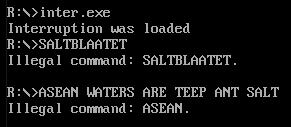 R:\>inter.exe
Interruption was loaded
R:\>SALTBLAATET
Illegal command: SALTBLAATET.
R:\>ASEAN WATERS ARE TEEP ANT SALT
Illegal command: ASEAN.